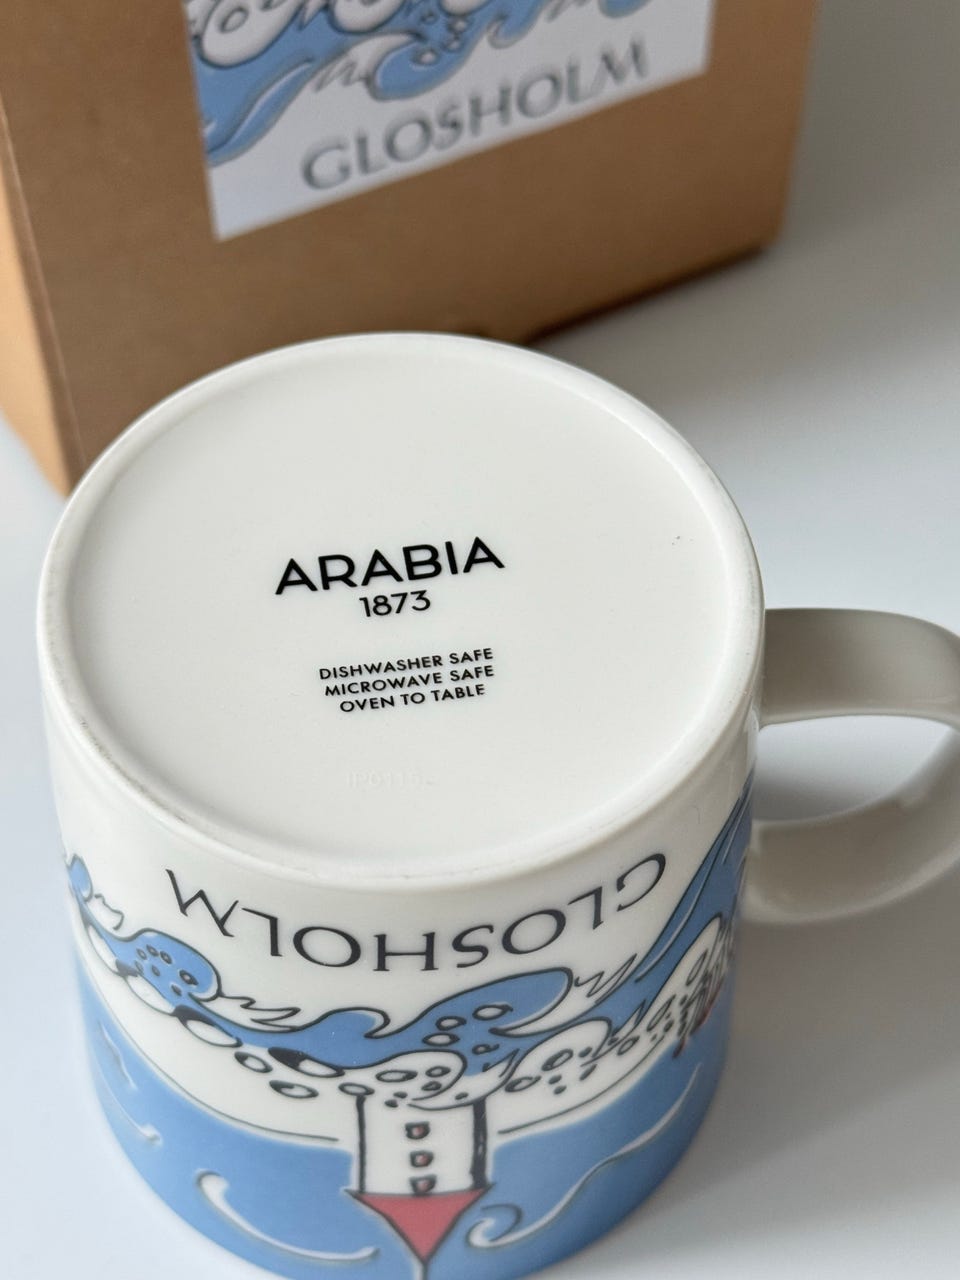 GLOSHOLM
ARABIA
1873
DISHWASHER SAFE
MICROWAVE SAFE
OVEN TO TABLE
GLOSHOLM